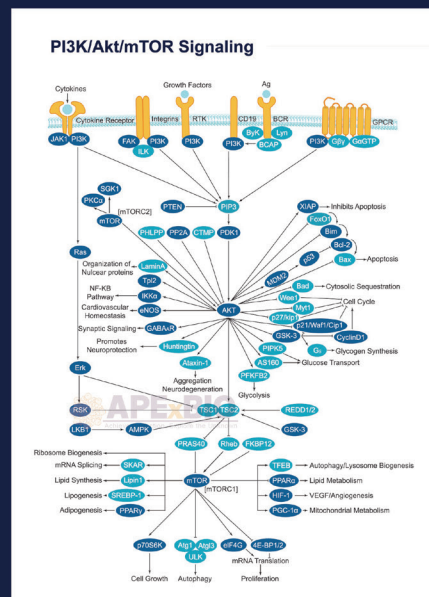 PI3K/Akt/mTOR Signaling
Cytokines
Growth Factors
Ag
Cytokine Receptor
Integrins
RTK
CD19
BCR
GPCR
JAK1
PI3K
FAK
PI3K
ILK
PI3K
PI3K
ByK
Lyn
BCAP
PI3K
Gβγ
GαGTP
SGK1
PKCα
mTOR
[mTORC2]
PTEN
PIP3
XIAP
Inhibits Apoptosis
FoxO1
Bim
Bcl-2
Bax
Apoptosis
PHLPP
PP2A
CTMP
PDK1
p53
MDM2
Ras
Organization of
Nulcear proteins
LaminA
Tpl2
NF-KB
Pathway
IKKα
Cardiovascular
Homestasis
eNOS
AKT
Bad
Cytosolic Sequestration
Wee1
Myt1
Cell Cycle
p27/kip1
p21/Waf1/Cip1
Synaptic Signaling
GABAAR
GSK-3
CyclinD1
Promotes
Neuroprotection
Huntingtin
PIPK5
Gs
Glycogen Synthesis
Ataxin-1
AS160
Glucose Transport
PFKFB2
Aggregation
Neurodegeneration
Glycolysis
Erk
APExBIO
RSK
TSC1
TSC2
REDD1/2
LKB1
AMPK
GSK-3
PRAS40
Rheb
FKBP12
Ribosome Biogenesis
mRNA Splicing
SKAR
Lipid Synthesis
Lipin1
Lipogenesis
SREBP-1
Adipogenesis
PPARγ
mTOR
[mTORC1]
TFEB
Autophagy/Lysosome Biogenesis
PPARα
Lipid Metabolism
HIF-1
VEGF/Angiogenesis
PGC-1α
Mitochondrial Metabolism
p70S6K
Atg1
Atgl3
ULK
eIF4G
4E-BP1/2
mRNA Translation
Cell Growth
Autophagy
Proliferation